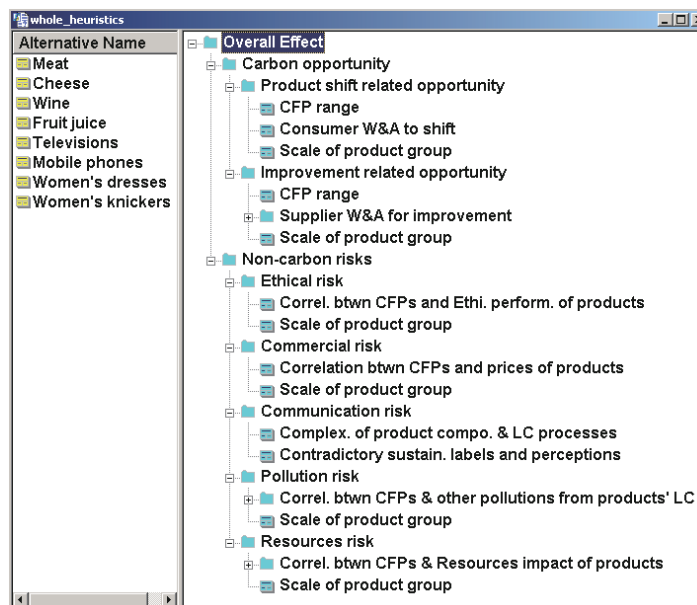 whole_heuristics
Alternative Name
Meat
Cheese
Wine
Fruit juice
Televisions
Mobile phones
Women's dresses
Women's knickers
Overall Effect
Carbon opportunity
Product shift related opportunity
CFP range
Consumer W&A to shift
Scale of product group
Improvement related opportunity
CFP range
Supplier W&A for improvement
Scale of product group
Non-carbon risks
Ethical risk
Correl. btwn CFPs and Ethi. perform. of products
Scale of product group
Commercial risk
Correlation btwn CFPs and prices of products
Scale of product group
Communication risk
Complex. of product compo. & LC processes
Contradictory sustain. labels and perceptions
Pollution risk
Correl. btwn CFPs & other pollutions from products' LC
Scale of product group
Resources risk
Correl. btwn CFPs & Resources impact of products
Scale of product group